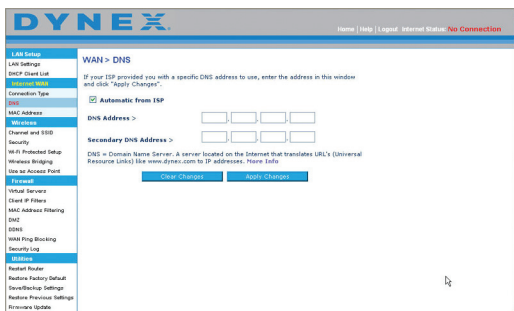 DYNEX
Home | Help | Logout Internet Status: No Connection
LAN Setup
LAN Settings
DHCP Client List
Internet WAN
Connection Type
DNS
MAC Address
Wireless
Channel and SSID
Security
Wi-Fi Protected Setup
Wireless Bridging
Use as Access Point
Firewall
Virtual Servers
Client IP Filters
MAC Address Filtering
DMZ
DDNS
WAN Ping Blocking
Security Log
Utilities
Restart Router
Restore Factory Default
Save/Backup Settings
Restore Previous Settings
Firmware Update
WAN > DNS
If your ISP provided you with a specific DNS address to use, enter the address in this window
and click "Apply Changes".
Automatic from ISP
DNS Address >
Secondary DNS Address >
DNS = Domain Name Server. A server located on the Internet that translates URL's (Universal
Resource Links) like www.dynex.com to IP addresses. More Info
Clear Changes Apply Changes